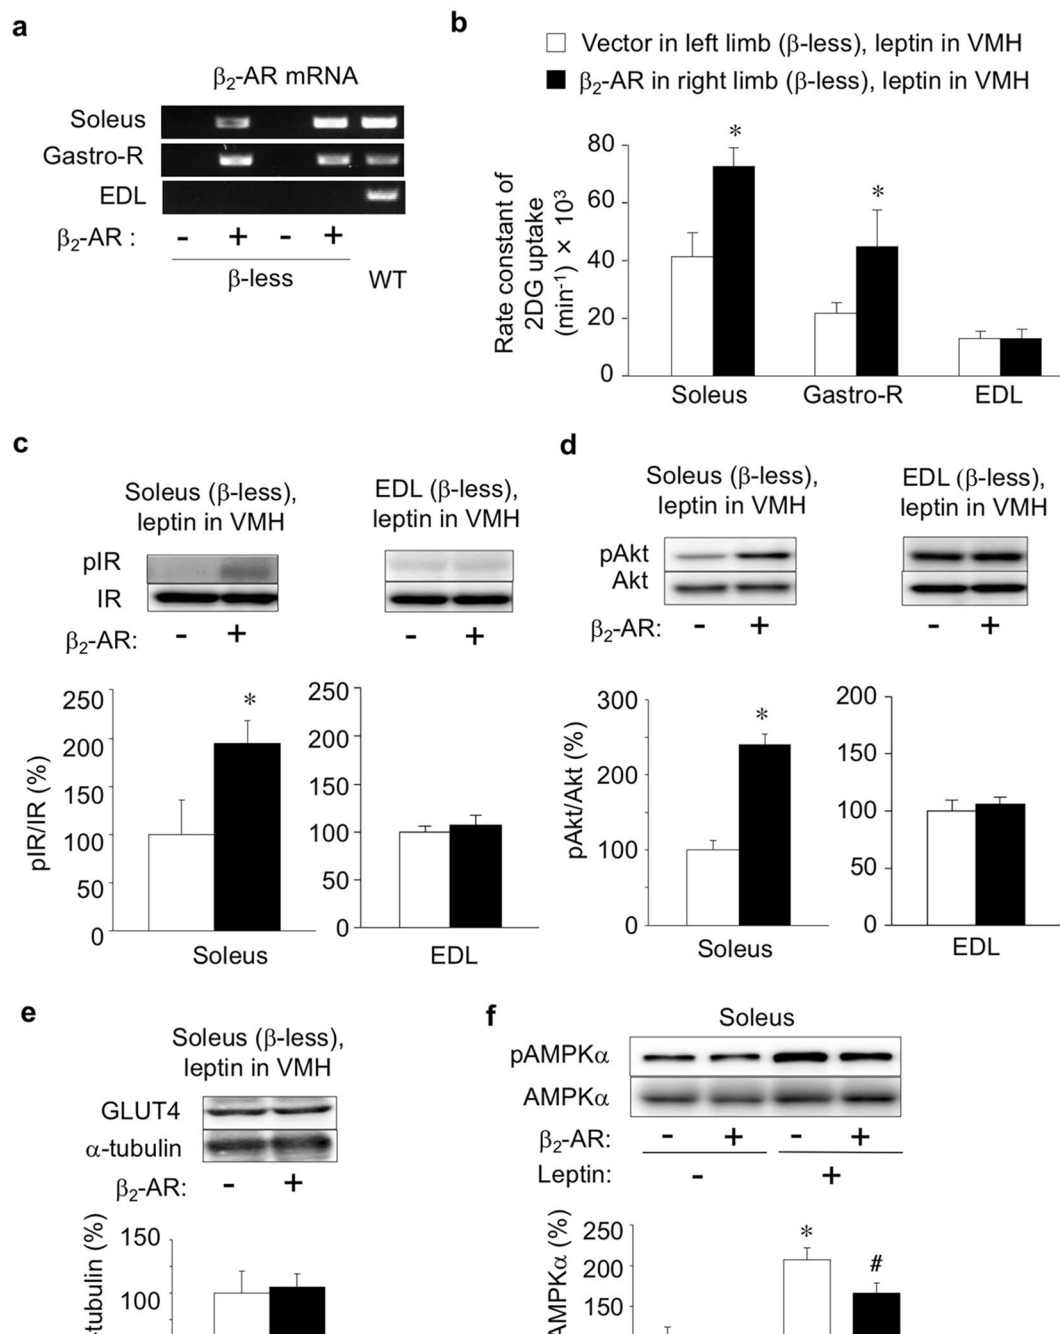 a
β₂-AR mRNA
Soleus
Gastro-R
EDL
β₂-AR : - + - +
β-less WT
b
Vector in left limb (β-less), leptin in VMH
β₂-AR in right limb (β-less), leptin in VMH
Rate constant of
2DG uptake
(min⁻¹) × 10³
80
60
40
20
0
* *
Soleus Gastro-R EDL
c
Soleus (β-less),
leptin in VMH
EDL (β-less),
leptin in VMH
pIR
IR
β₂-AR: - + - +
pIR/IR (%)
250
200
150
100
50
0
*
Soleus
250
200
150
100
50
0
EDL
d
Soleus (β-less),
leptin in VMH
EDL (β-less),
leptin in VMH
pAkt
Akt
β₂-AR: - + - +
pAkt/Akt (%)
300
200
100
0
*
Soleus
200
150
100
50
0
EDL
e
Soleus (β-less),
leptin in VMH
GLUT4
α-tubulin
β₂-AR: - +
-tubulin (%)
150
100
f
Soleus
pAMPKα
AMPKα
β₂-AR: - + - +
Leptin: - +
AMPKα (%)
250
200
150
*
#